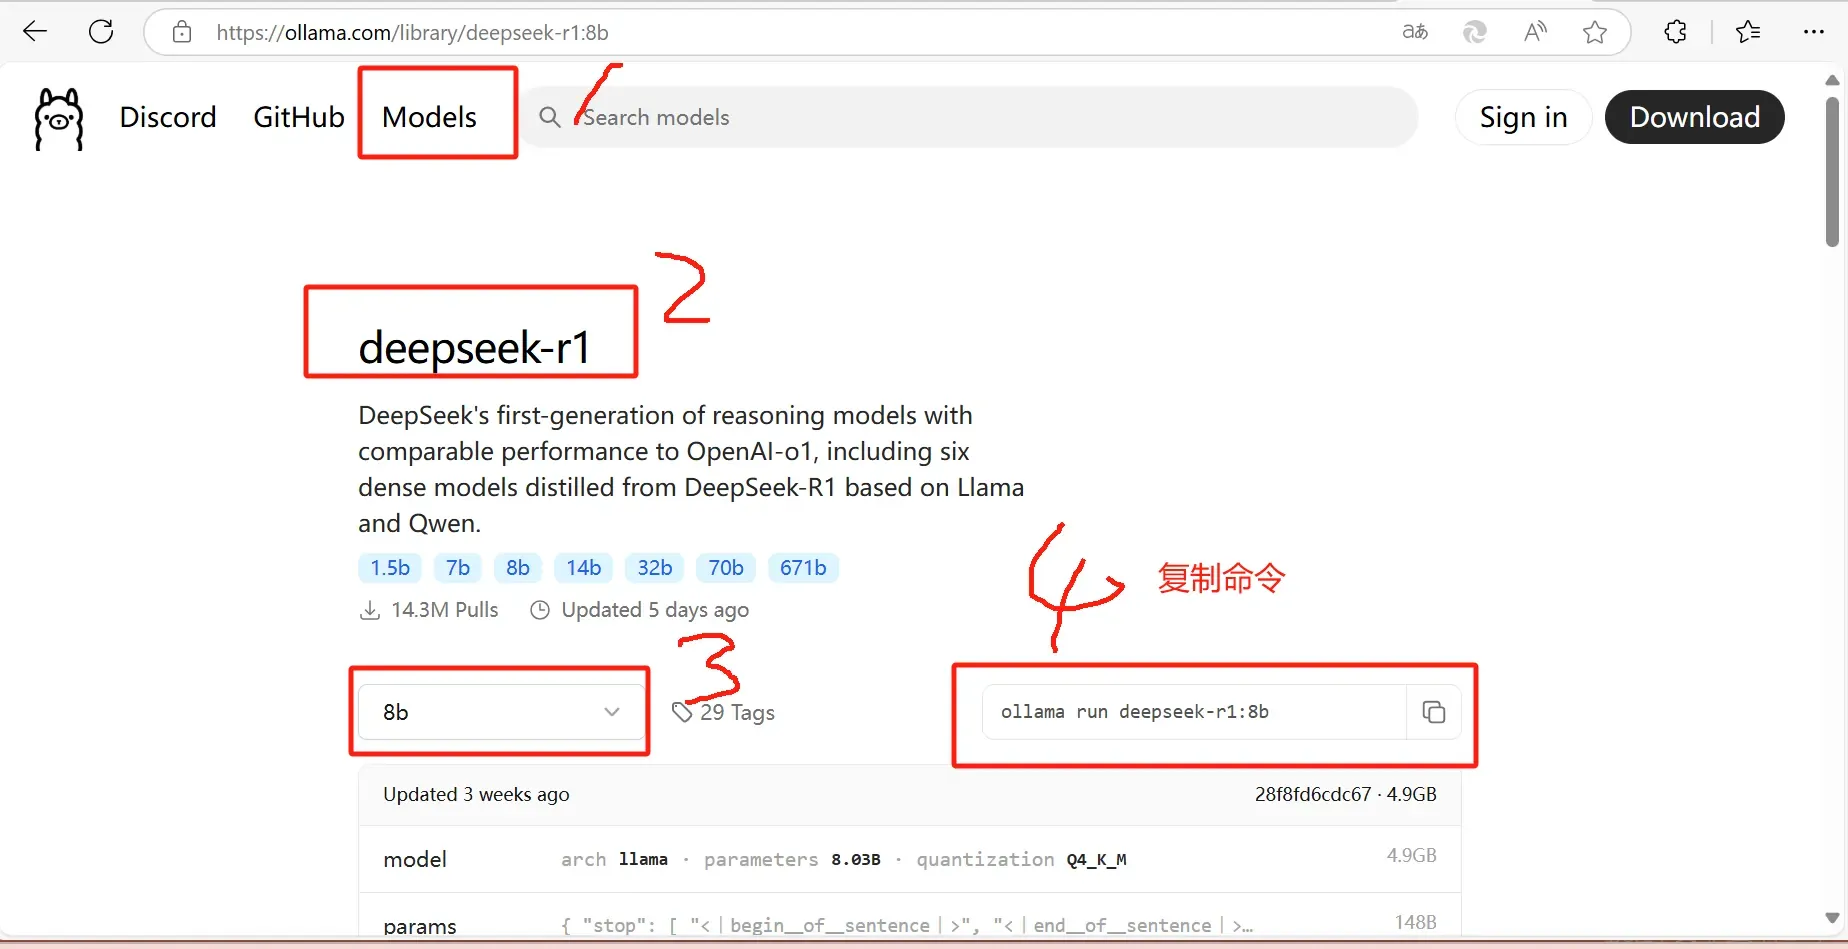 https://ollama.com/library/deepseek-r1:8b
Discord GitHub Models Search models Sign in Download
1
2
deepseek-r1
DeepSeek's first-generation of reasoning models with
comparable performance to OpenAI-o1, including six
dense models distilled from DeepSeek-R1 based on Llama
and Qwen.
1.5b 7b 8b 14b 32b 70b 671b
4 复制命令
14.3M Pulls Updated 5 days ago
3
8b 29 Tags ollama run deepseek-r1:8b
Updated 3 weeks ago 28f8fd6cdc67 · 4.9GB
model arch llama · parameters 8.03B · quantization Q4_K_M 4.9GB
params { "stop": [ "<｜begin__of__sentence｜>", "<｜end__of__sentence｜>… 148B